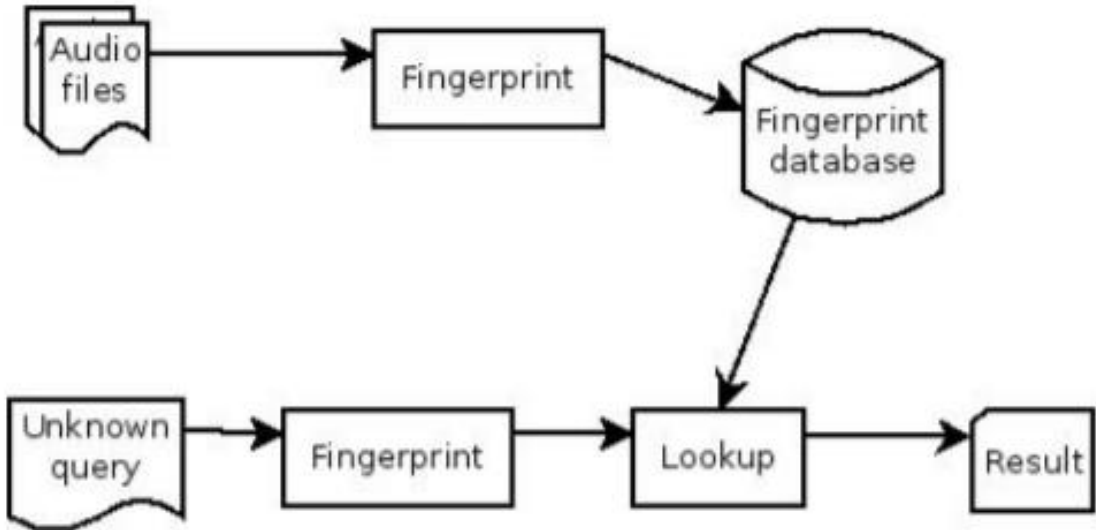 Audio
files
Fingerprint
Fingerprint
database
Unknown
query
Fingerprint
Lookup
Result